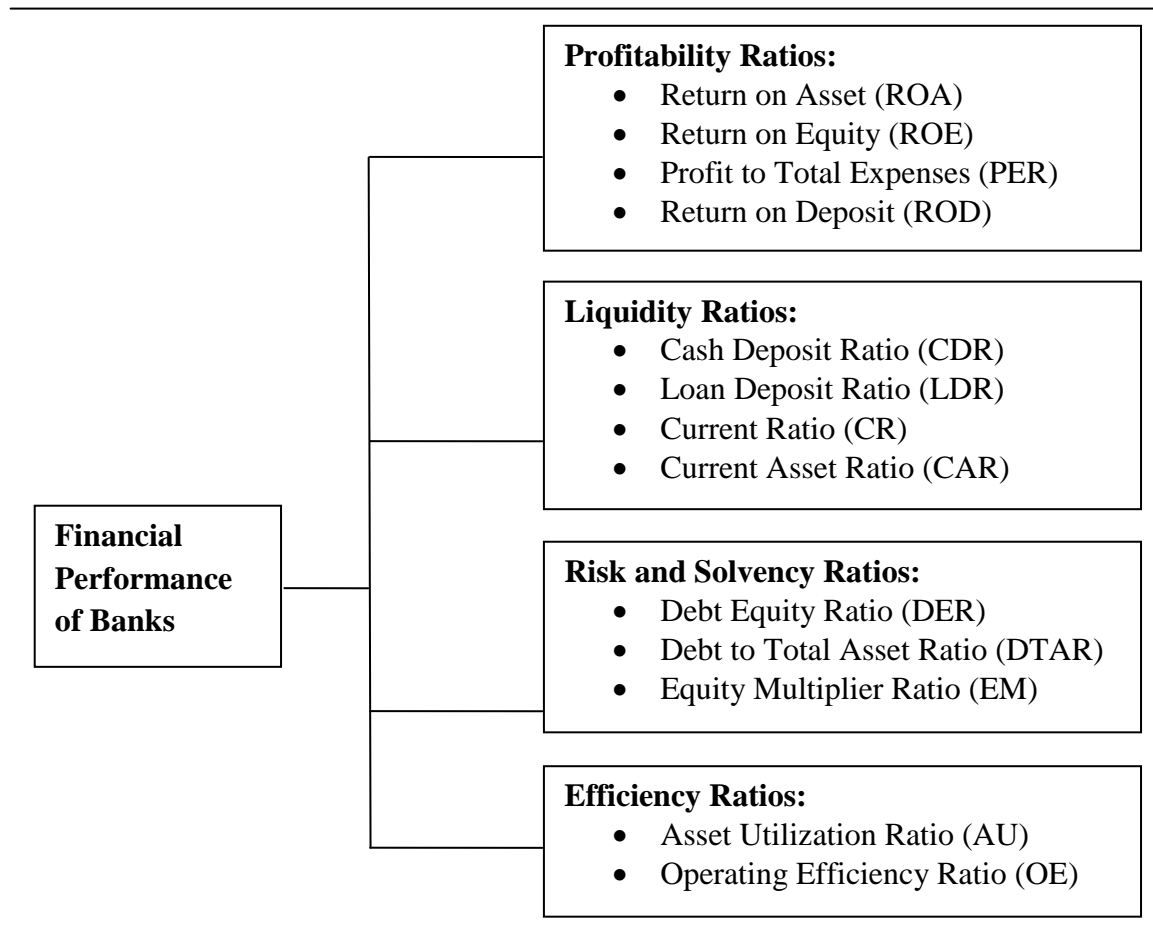 Profitability Ratios:
• Return on Asset (ROA)
• Return on Equity (ROE)
• Profit to Total Expenses (PER)
• Return on Deposit (ROD)
Liquidity Ratios:
• Cash Deposit Ratio (CDR)
• Loan Deposit Ratio (LDR)
• Current Ratio (CR)
• Current Asset Ratio (CAR)
Financial
Performance
of Banks
Risk and Solvency Ratios:
• Debt Equity Ratio (DER)
• Debt to Total Asset Ratio (DTAR)
• Equity Multiplier Ratio (EM)
Efficiency Ratios:
• Asset Utilization Ratio (AU)
• Operating Efficiency Ratio (OE)